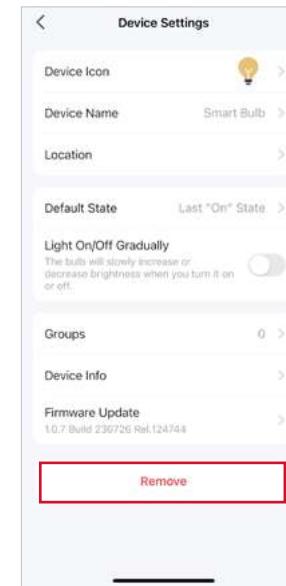 Device Settings
Device Icon
Device Name Smart Bulb
Location
Default State Last "On" State
Light On/Off Gradually
The bulb will slowly increase or
decrease brightness when you turn it on
or off.
Groups 0
Device Info
Firmware Update
1.0.7 Build 230726 Rel.124744
Remove